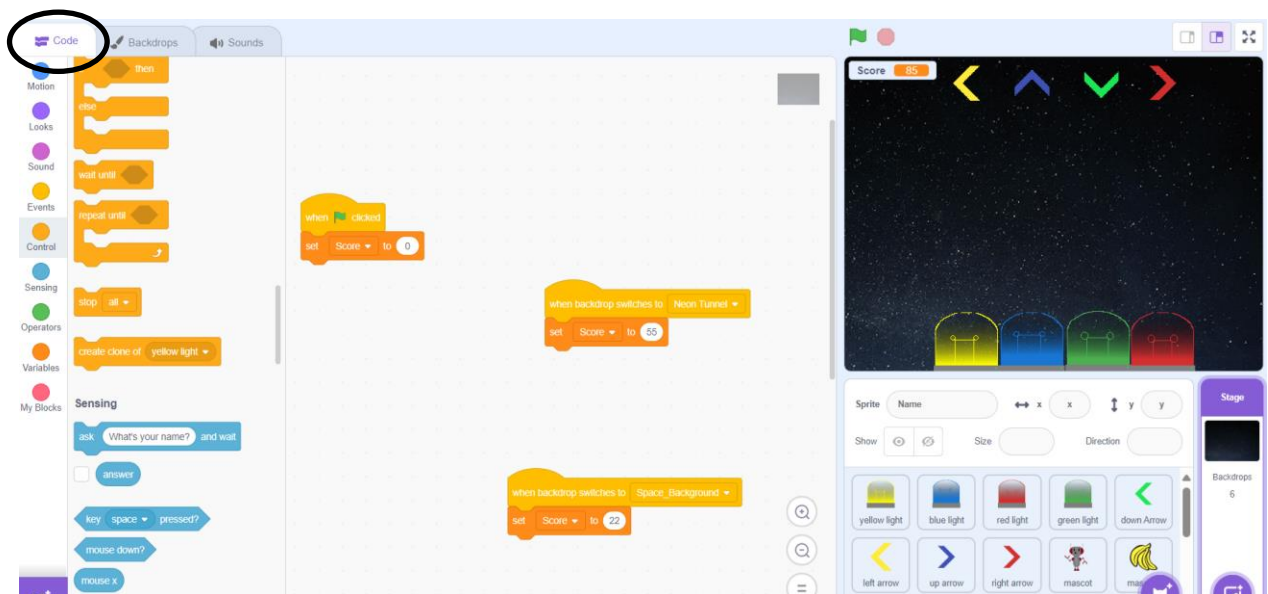 Code
Backdrops
Sounds
Motion
Looks
Sound
Events
Control
Sensing
Operators
Variables
My Blocks
then
else
wait until
repeat until
stop all
create clone of yellow light
Sensing
ask What's your name? and wait
answer
key space pressed?
mouse down?
mouse x
when clicked
set Score to 0
when backdrop switches to Neon Tunnel
set Score to 55
when backdrop switches to Space_Background
set Score to 22
Score 85
Sprite Name x x y y
Show Size Direction
yellow light
blue light
red light
green light
down Arrow
left arrow
up arrow
right arrow
mascot
Stage
Backdrops
6